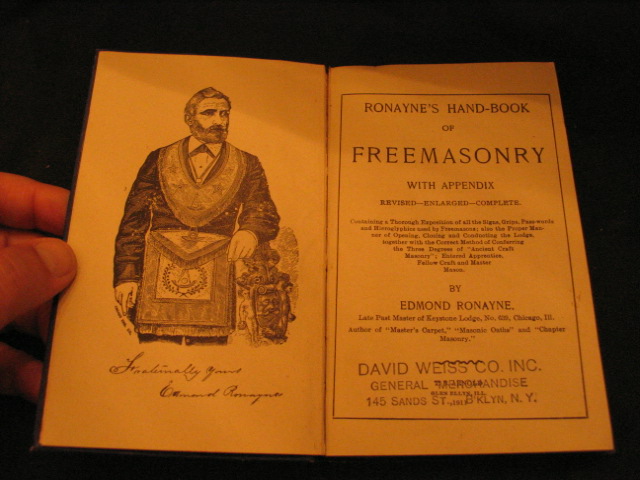 Fraternally yours
Edmond Ronayne
RONAYNE'S HAND-BOOK
OF
FREEMASONRY
WITH APPENDIX
REVISED—ENLARGED—COMPLETE.
Containing a Thorough Exposition of all the Signs, Grips, Pass-words
and Hieroglyphics used by Freemasons; also the Proper Man-
ner of Opening, Closing and Conducting the Lodge,
together with the Correct Method of Conferring
the Three Degrees of "Ancient Craft
Masonry"; Entered Apprentice,
Fellow Craft and Master
Mason.
BY
EDMOND RONAYNE,
Late Past Master of Keystone Lodge, No. 639, Chicago, Ill.
Author of "Master's Carpet," "Masonic Oaths" and "Chapter
Masonry."
DAVID WEISS CO. INC.
GENERAL MERCHANDISE
GLEN ELLYN, ILL.
145 SANDS ST., B'KLYN, N. Y.